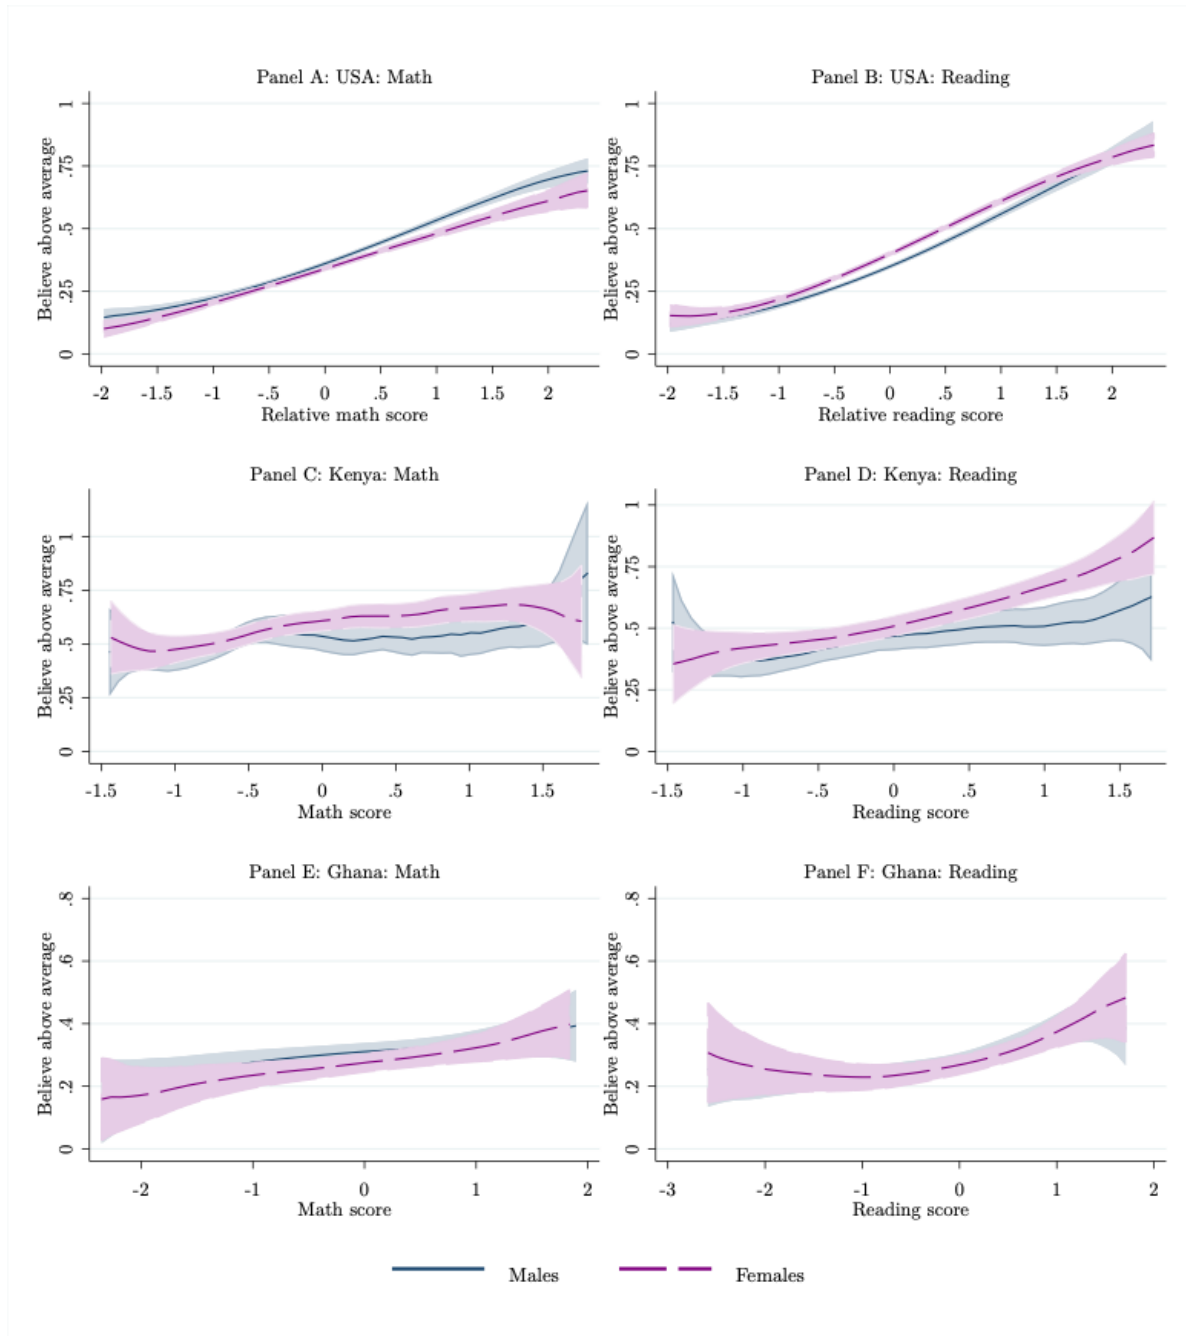 Panel A: USA: Math
Believe above average
1
.75
.5
.25
0
-2 -1.5 -1 -.5 0 .5 1 1.5 2
Relative math score
Panel B: USA: Reading
Believe above average
1
.75
.5
.25
0
-2 -1.5 -1 -.5 0 .5 1 1.5 2
Relative reading score
Panel C: Kenya: Math
Believe above average
1
.75
.5
.25
0
-1.5 -1 -.5 0 .5 1 1.5
Math score
Panel D: Kenya: Reading
Believe above average
1
.75
.5
.25
0
-1.5 -1 -.5 0 .5 1 1.5
Reading score
Panel E: Ghana: Math
Believe above average
.8
.6
.4
.2
0
-2 -1 0 1 2
Math score
Panel F: Ghana: Reading
Believe above average
.8
.6
.4
.2
0
-3 -2 -1 0 1 2
Reading score
Males Females